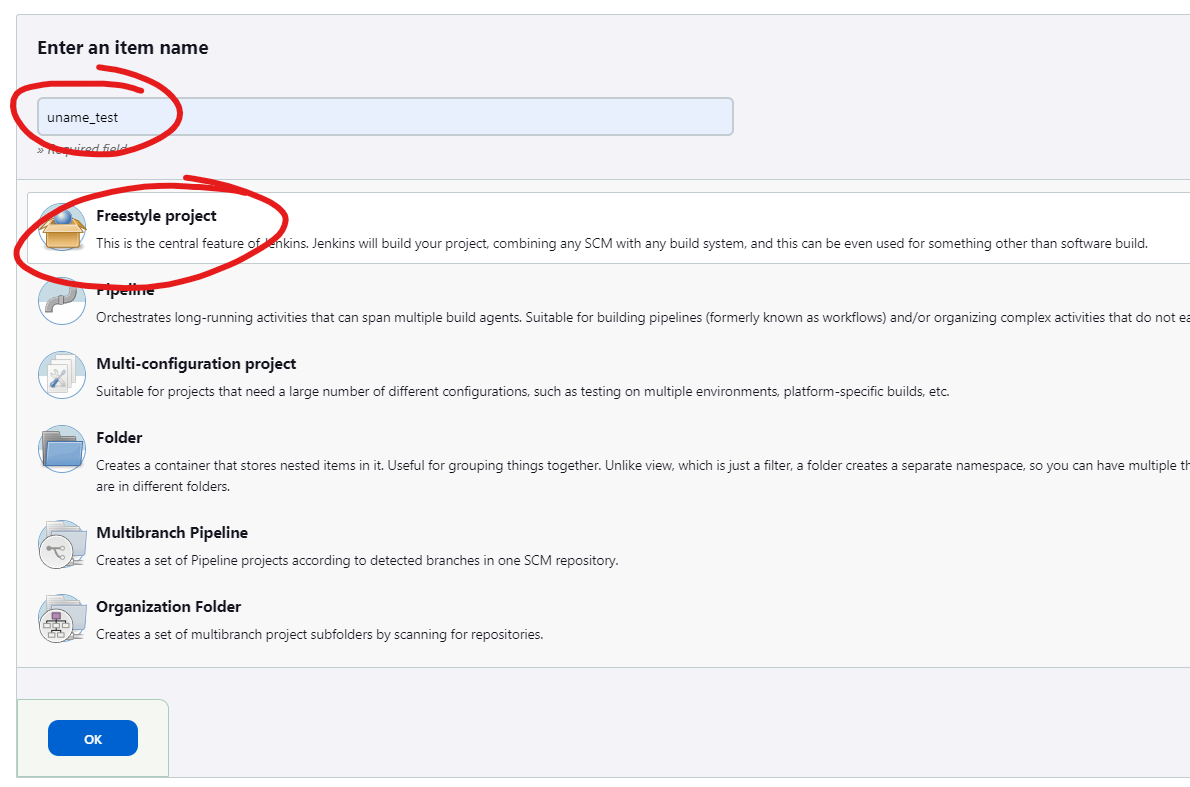 Enter an item name
uname_test
» Required field
Freestyle project
This is the central feature of Jenkins. Jenkins will build your project, combining any SCM with any build system, and this can be even used for something other than software build.
Pipeline
Orchestrates long-running activities that can span multiple build agents. Suitable for building pipelines (formerly known as workflows) and/or organizing complex activities that do not ea
Multi-configuration project
Suitable for projects that need a large number of different configurations, such as testing on multiple environments, platform-specific builds, etc.
Folder
Creates a container that stores nested items in it. Useful for grouping things together. Unlike view, which is just a filter, a folder creates a separate namespace, so you can have multiple th
are in different folders.
Multibranch Pipeline
Creates a set of Pipeline projects according to detected branches in one SCM repository.
Organization Folder
Creates a set of multibranch project subfolders by scanning for repositories.
OK